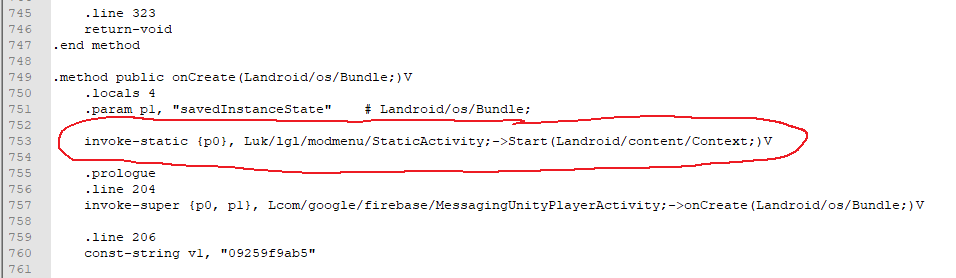 745 .line 323
746 return-void
747 .end method
748
749 .method public onCreate(Landroid/os/Bundle;)V
750 .locals 4
751 .param p1, "savedInstanceState" # Landroid/os/Bundle;
752
753 invoke-static {p0}, Luk/lgl/modmenu/StaticActivity;->Start(Landroid/content/Context;)V
754
755 .prologue
756 .line 204
757 invoke-super {p0, p1}, Lcom/google/firebase/MessagingUnityPlayerActivity;->onCreate(Landroid/os/Bundle;)V
758
759 .line 206
760 const-string v1, "09259f9ab5"
761